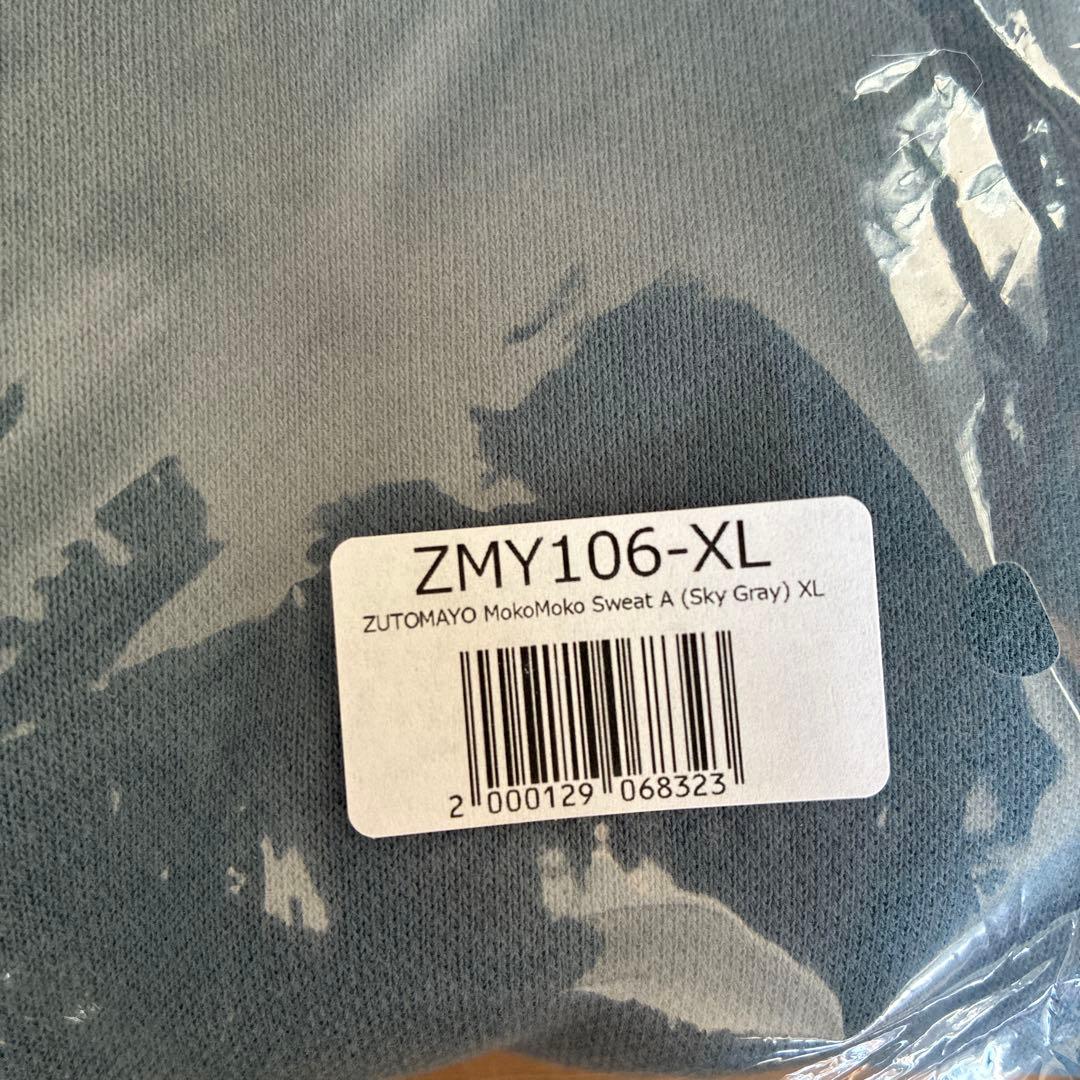 ZMY106-XL
ZUTOMAYO MokoMoko Sweat A (Sky Gray) XL
2 000129 068323